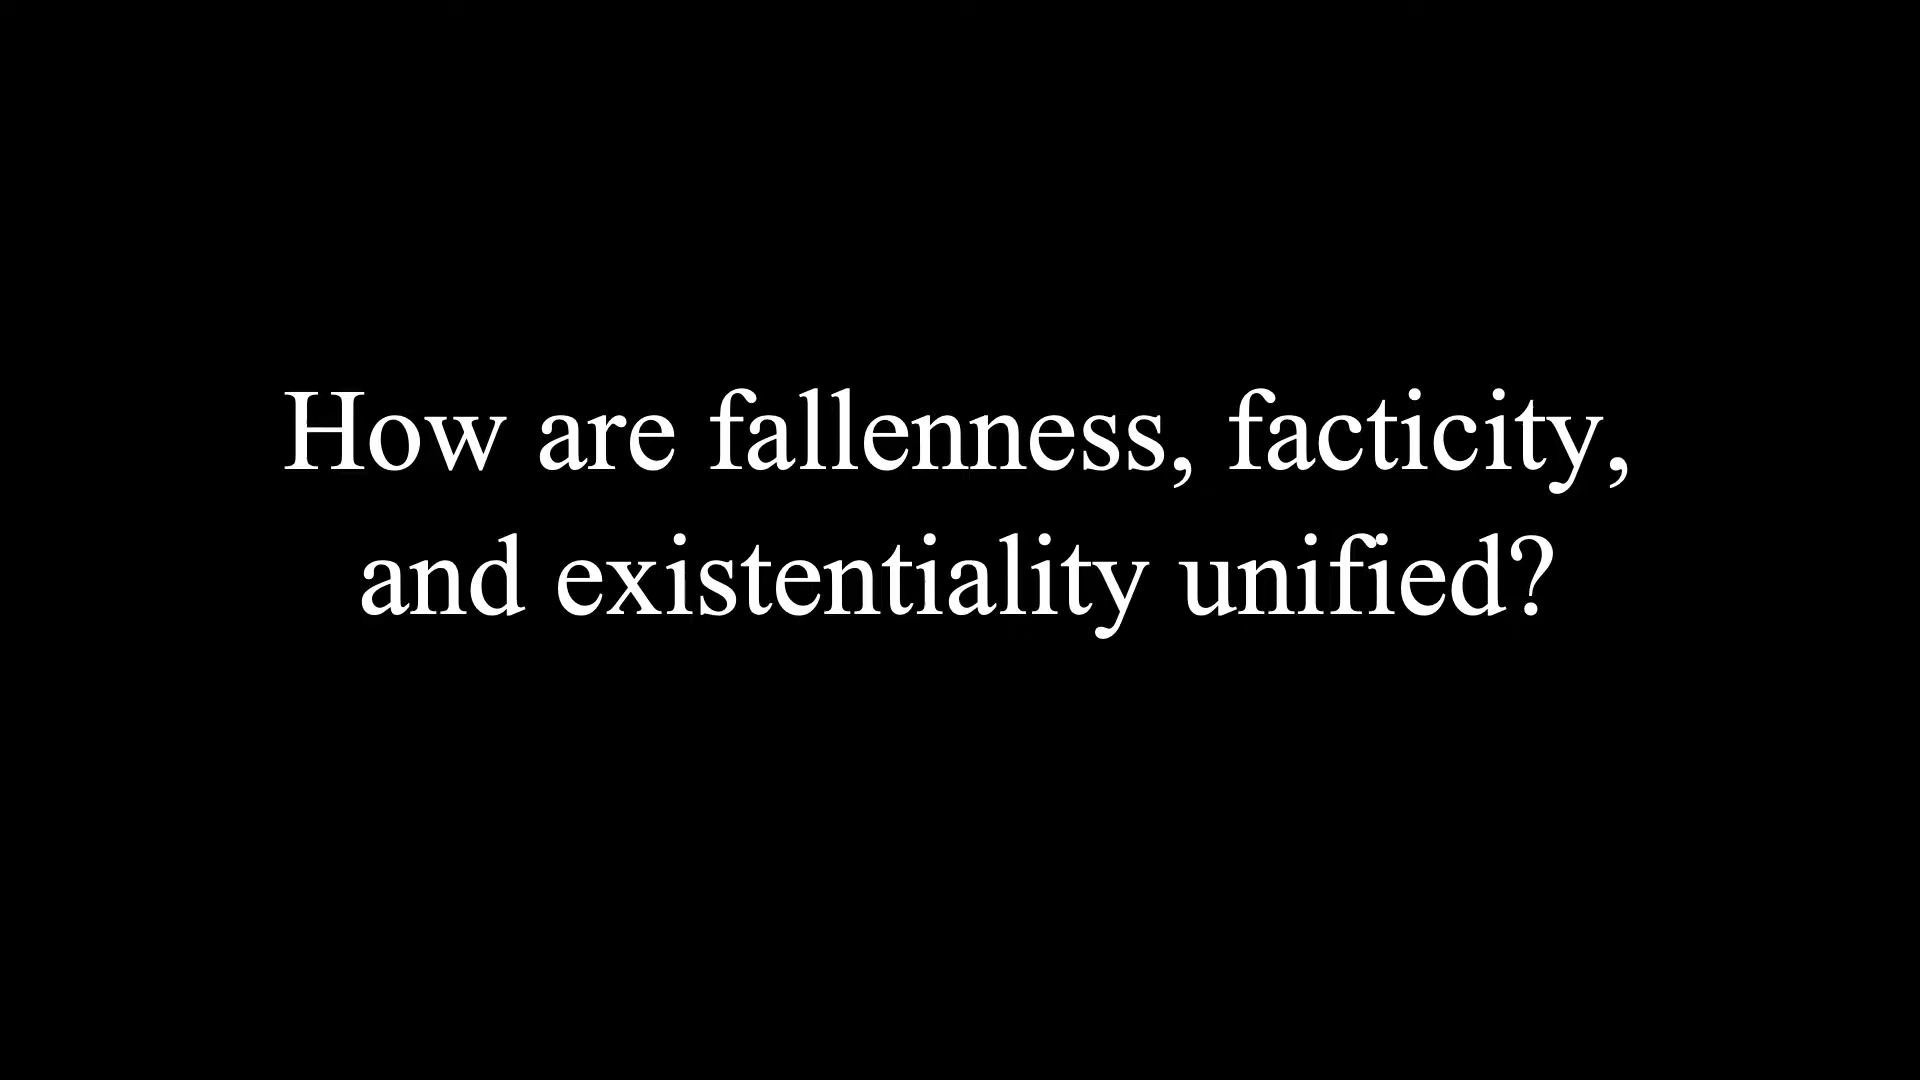 How are fallenness, facticity,
and existentiality unified?